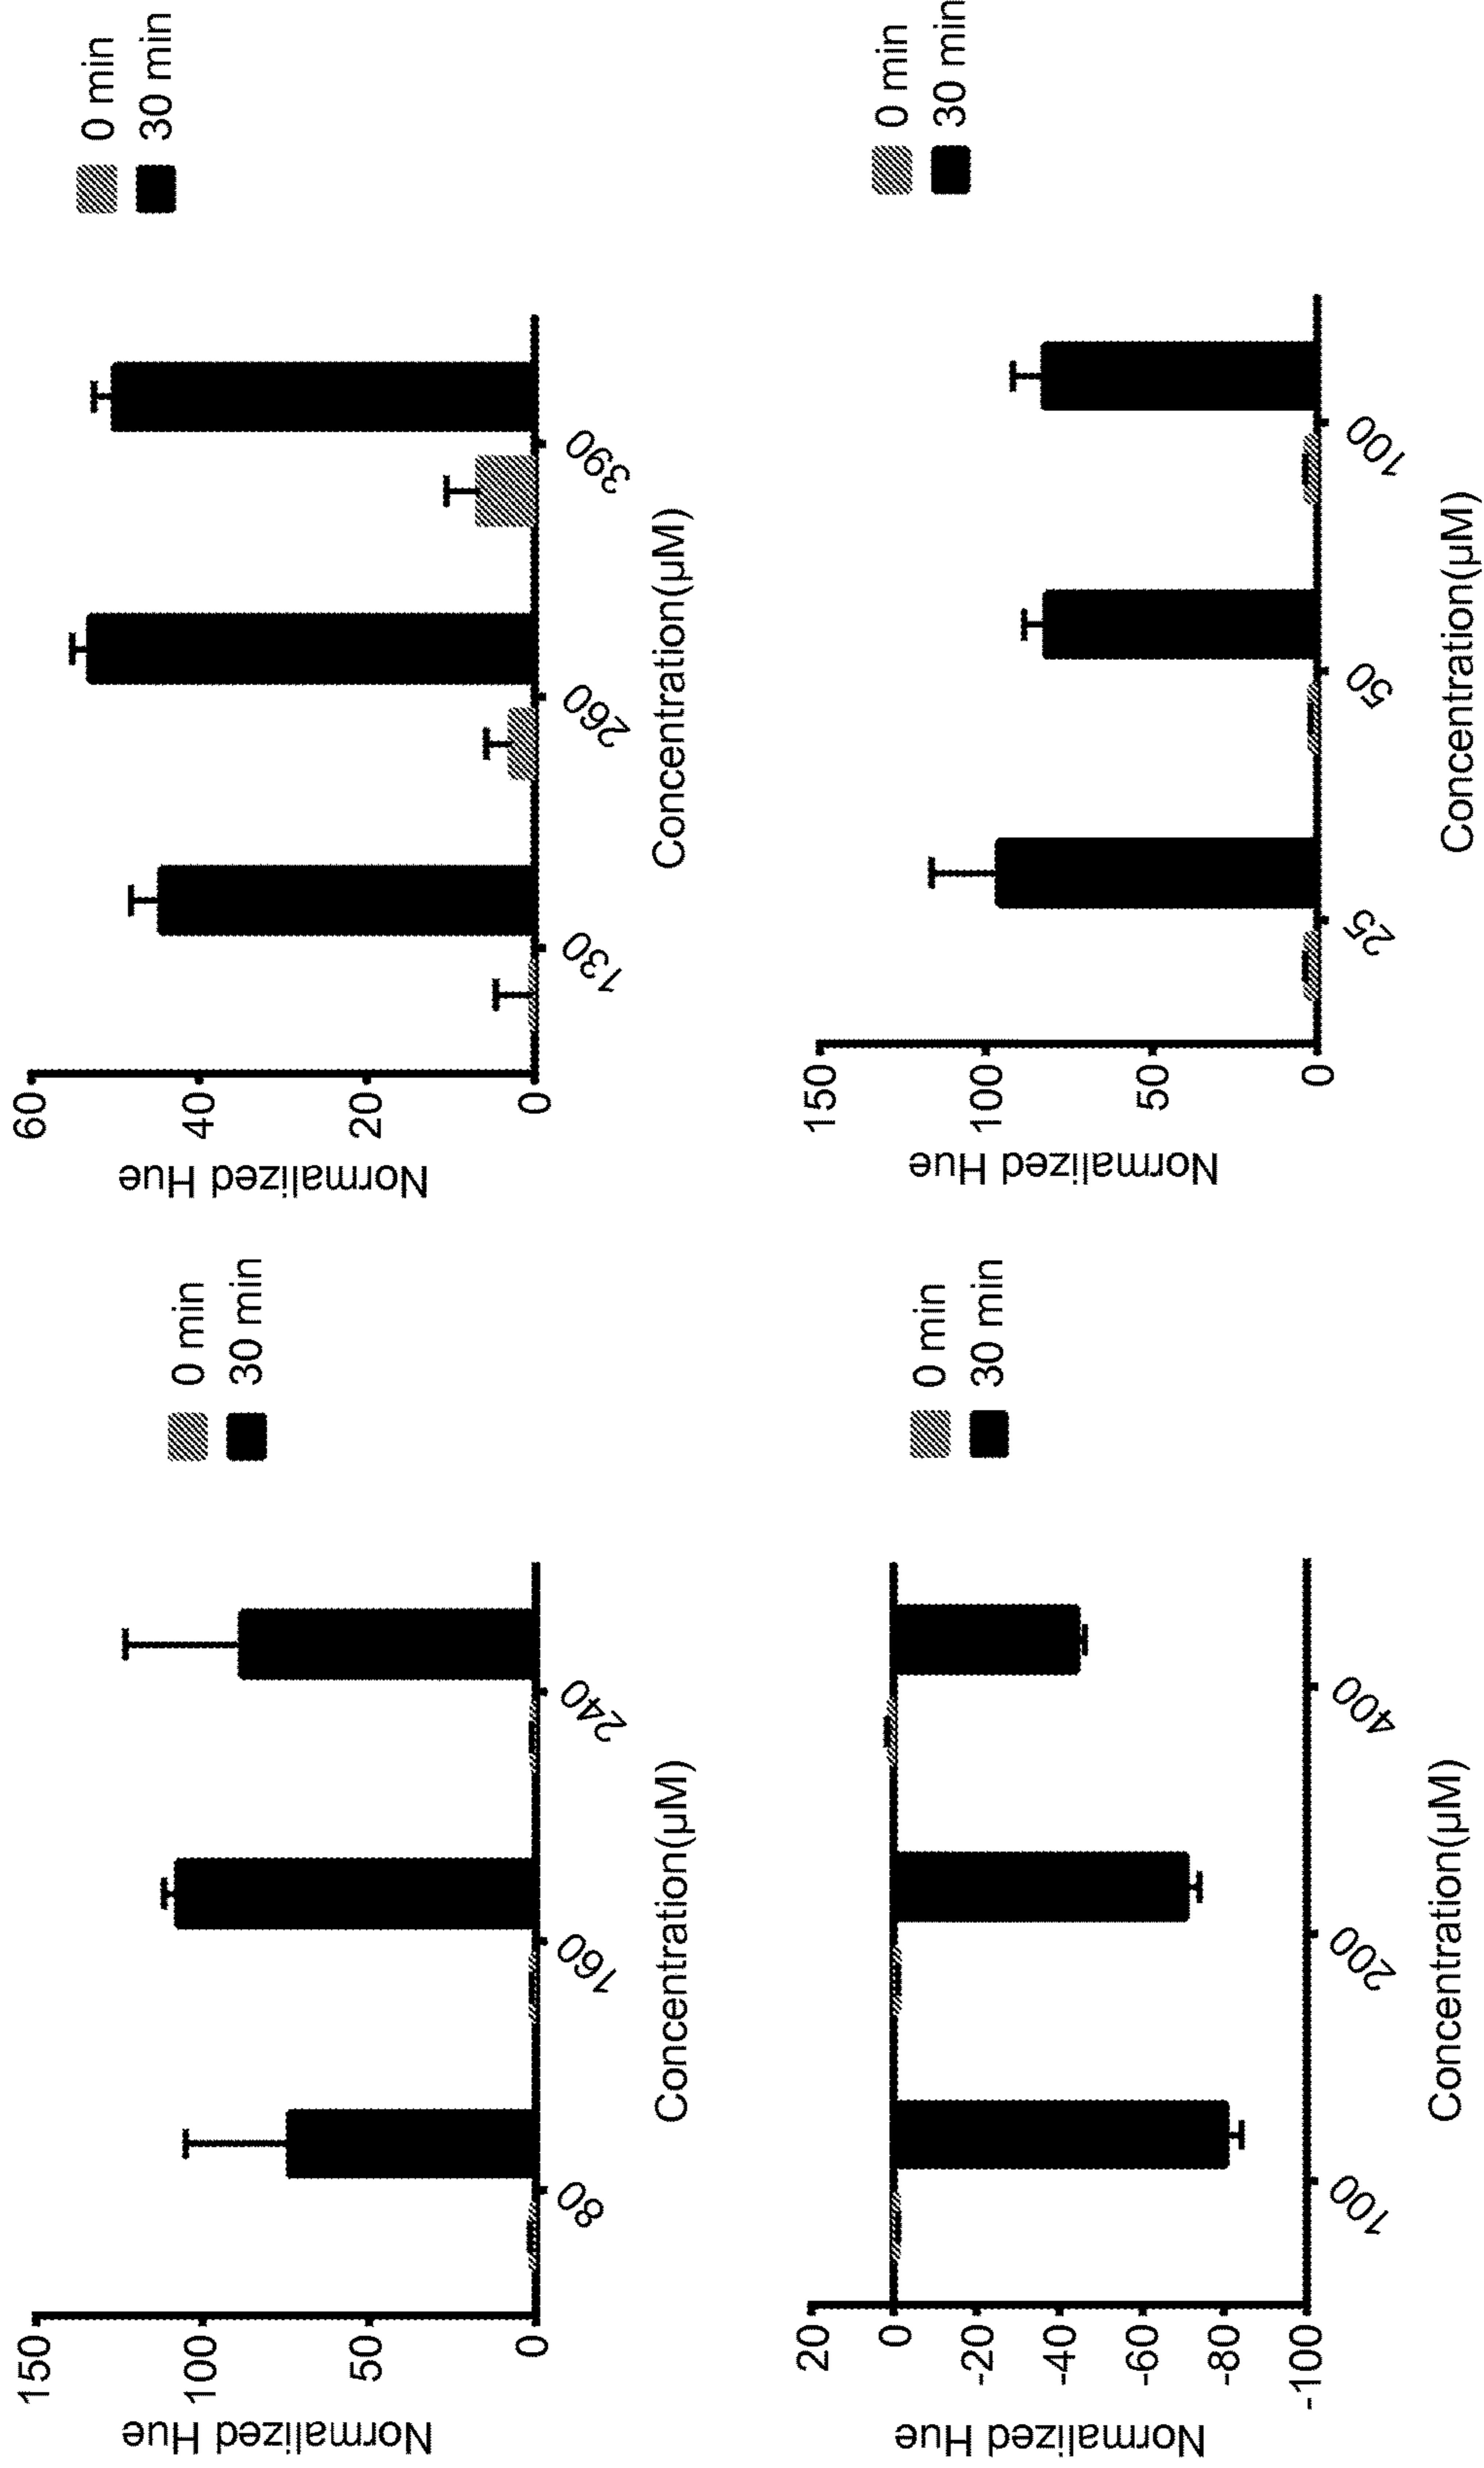 150
100
50
0
Normalized Hue
80
160
240
Concentration(µM)
0 min
30 min
60
40
20
0
Normalized Hue
130
260
390
Concentration(µM)
0 min
30 min
20
0
-20
-40
-60
-80
-100
Normalized Hue
100
200
400
Concentration(µM)
0 min
30 min
150
100
50
0
Normalized Hue
25
50
100
Concentration(µM)
0 min
30 min